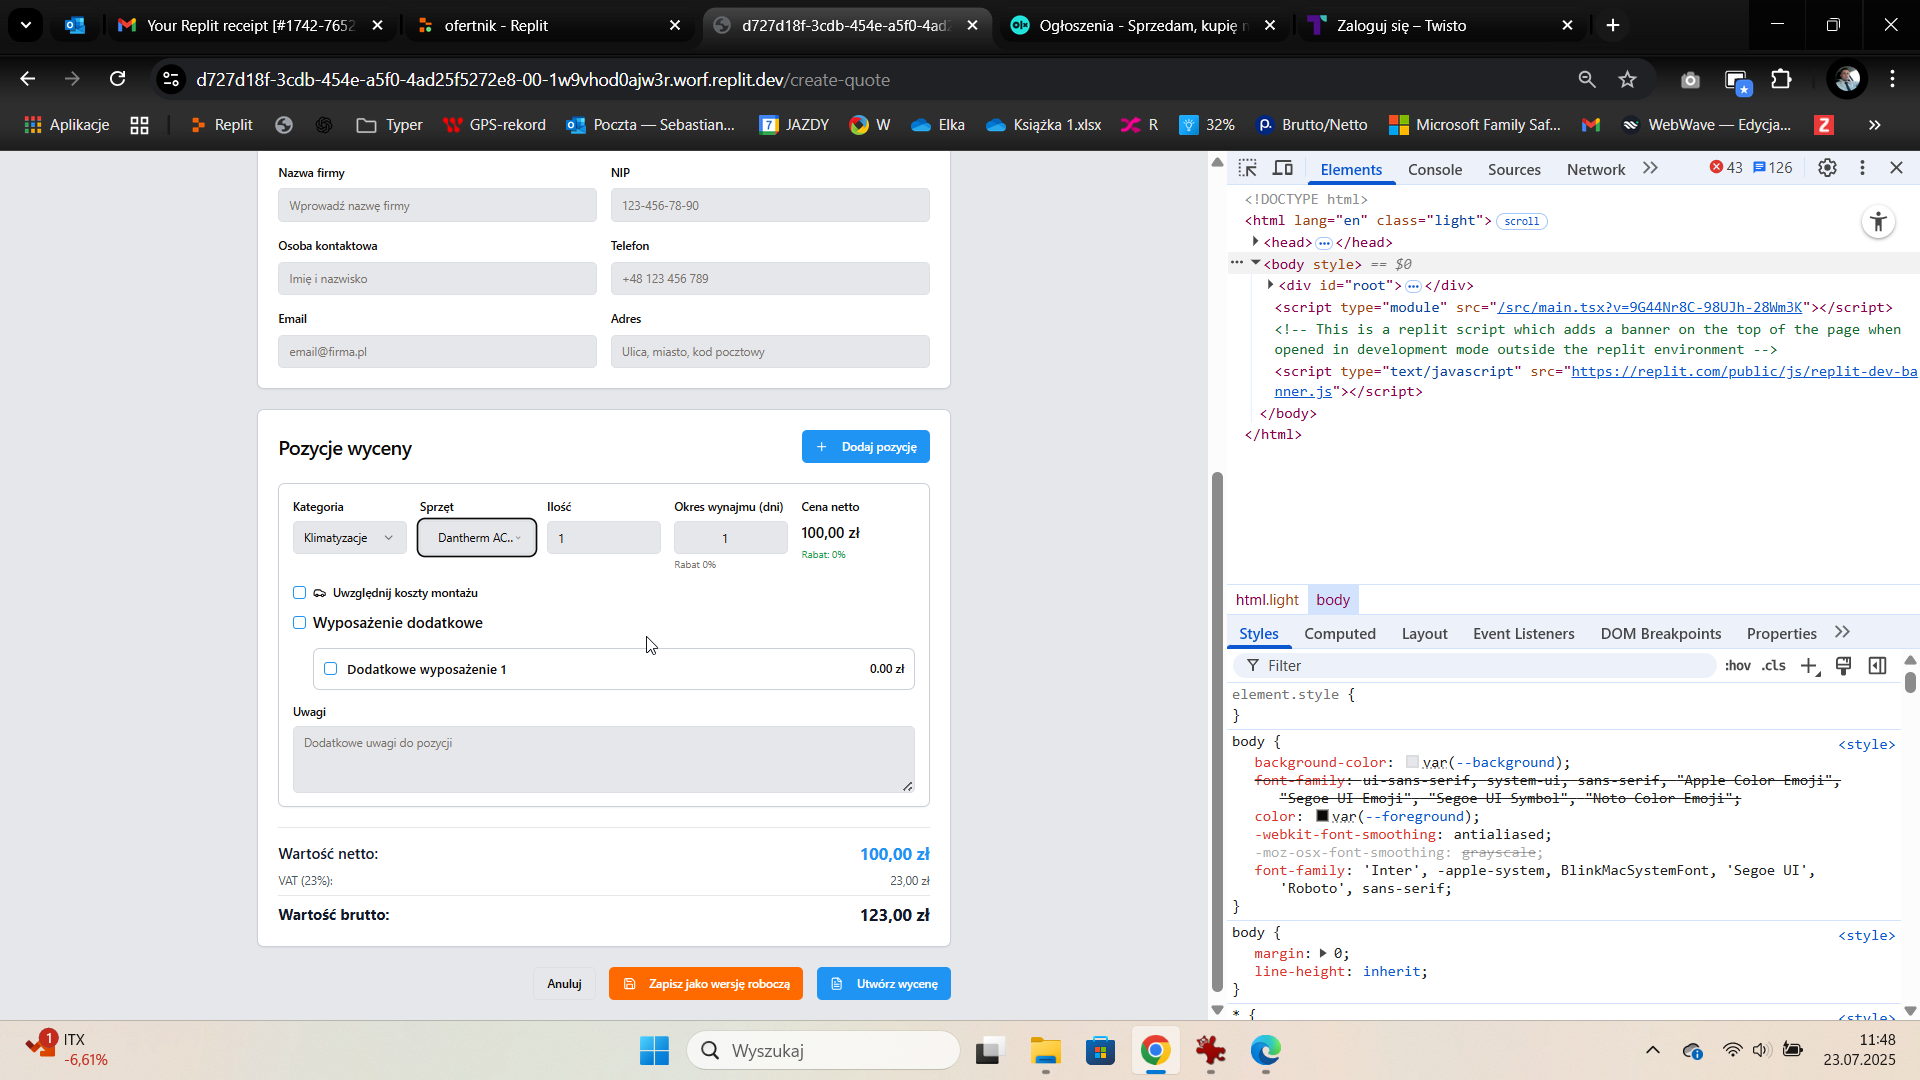 Your Replit receipt [#1742-7652
ofertnik - Replit
d727d18f-3cdb-454e-a5f0-4ad2
Ogłoszenia - Sprzedam, kupię n
Zaloguj się – Twisto
d727d18f-3cdb-454e-a5f0-4ad25f5272e8-00-1w9vhod0ajw3r.worf.replit.dev/create-quote
Aplikacje
Replit
Typer
GPS-rekord
Poczta — Sebastian...
7 JAZDY
W
Elka
Książka 1.xlsx
R
32%
Brutto/Netto
Microsoft Family Saf...
WebWave — Edycja...
Z
»
Nazwa firmy
NIP
Wprowadź nazwę firmy
123-456-78-90
Osoba kontaktowa
Telefon
Imię i nazwisko
+48 123 456 789
Email
Adres
email@firma.pl
Ulica, miasto, kod pocztowy
Pozycje wyceny
+ Dodaj pozycję
Kategoria
Sprzęt
Ilość
Okres wynajmu (dni)
Cena netto
Klimatyzacje
Dantherm AC..
1
1
100,00 zł
Rabat 0%
Rabat: 0%
Uwzględnij koszty montażu
Wyposażenie dodatkowe
Dodatkowe wyposażenie 1
0.00 zł
Uwagi
Dodatkowe uwagi do pozycji
Wartość netto:
100,00 zł
VAT (23%):
23,00 zł
Wartość brutto:
123,00 zł
Anuluj
Zapisz jako wersję roboczą
Utwórz wycenę
Elements
Console
Sources
Network
»
43
126
<!DOCTYPE html>
<html lang="en" class="light"> scroll
<head> ••• </head>
••• <body style> == $0
<div id="root"> ••• </div>
<script type="module" src="/src/main.tsx?v=9G44Nr8C-98UJh-28Wm3K"></script>
<!-- This is a replit script which adds a banner on the top of the page when
opened in development mode outside the replit environment -->
<script type="text/javascript" src="https://replit.com/public/js/replit-dev-ba
nner.js"></script>
</body>
</html>
html.light
body
Styles
Computed
Layout
Event Listeners
DOM Breakpoints
Properties
»
Filter
:hov .cls
element.style {
}
body {
<style>
background-color: var(--background);
font-family: ui-sans-serif, system-ui, sans-serif, "Apple Color Emoji",
"Segoe UI Emoji", "Segoe UI Symbol", "Noto Color Emoji";
color: var(--foreground);
-webkit-font-smoothing: antialiased;
-moz-osx-font-smoothing: grayscale;
font-family: 'Inter', -apple-system, BlinkMacSystemFont, 'Segoe UI',
'Roboto', sans-serif;
}
body {
<style>
margin: 0;
line-height: inherit;
}
* {
<style>
1
ITX
-6,61%
Wyszukaj
11:48
23.07.2025